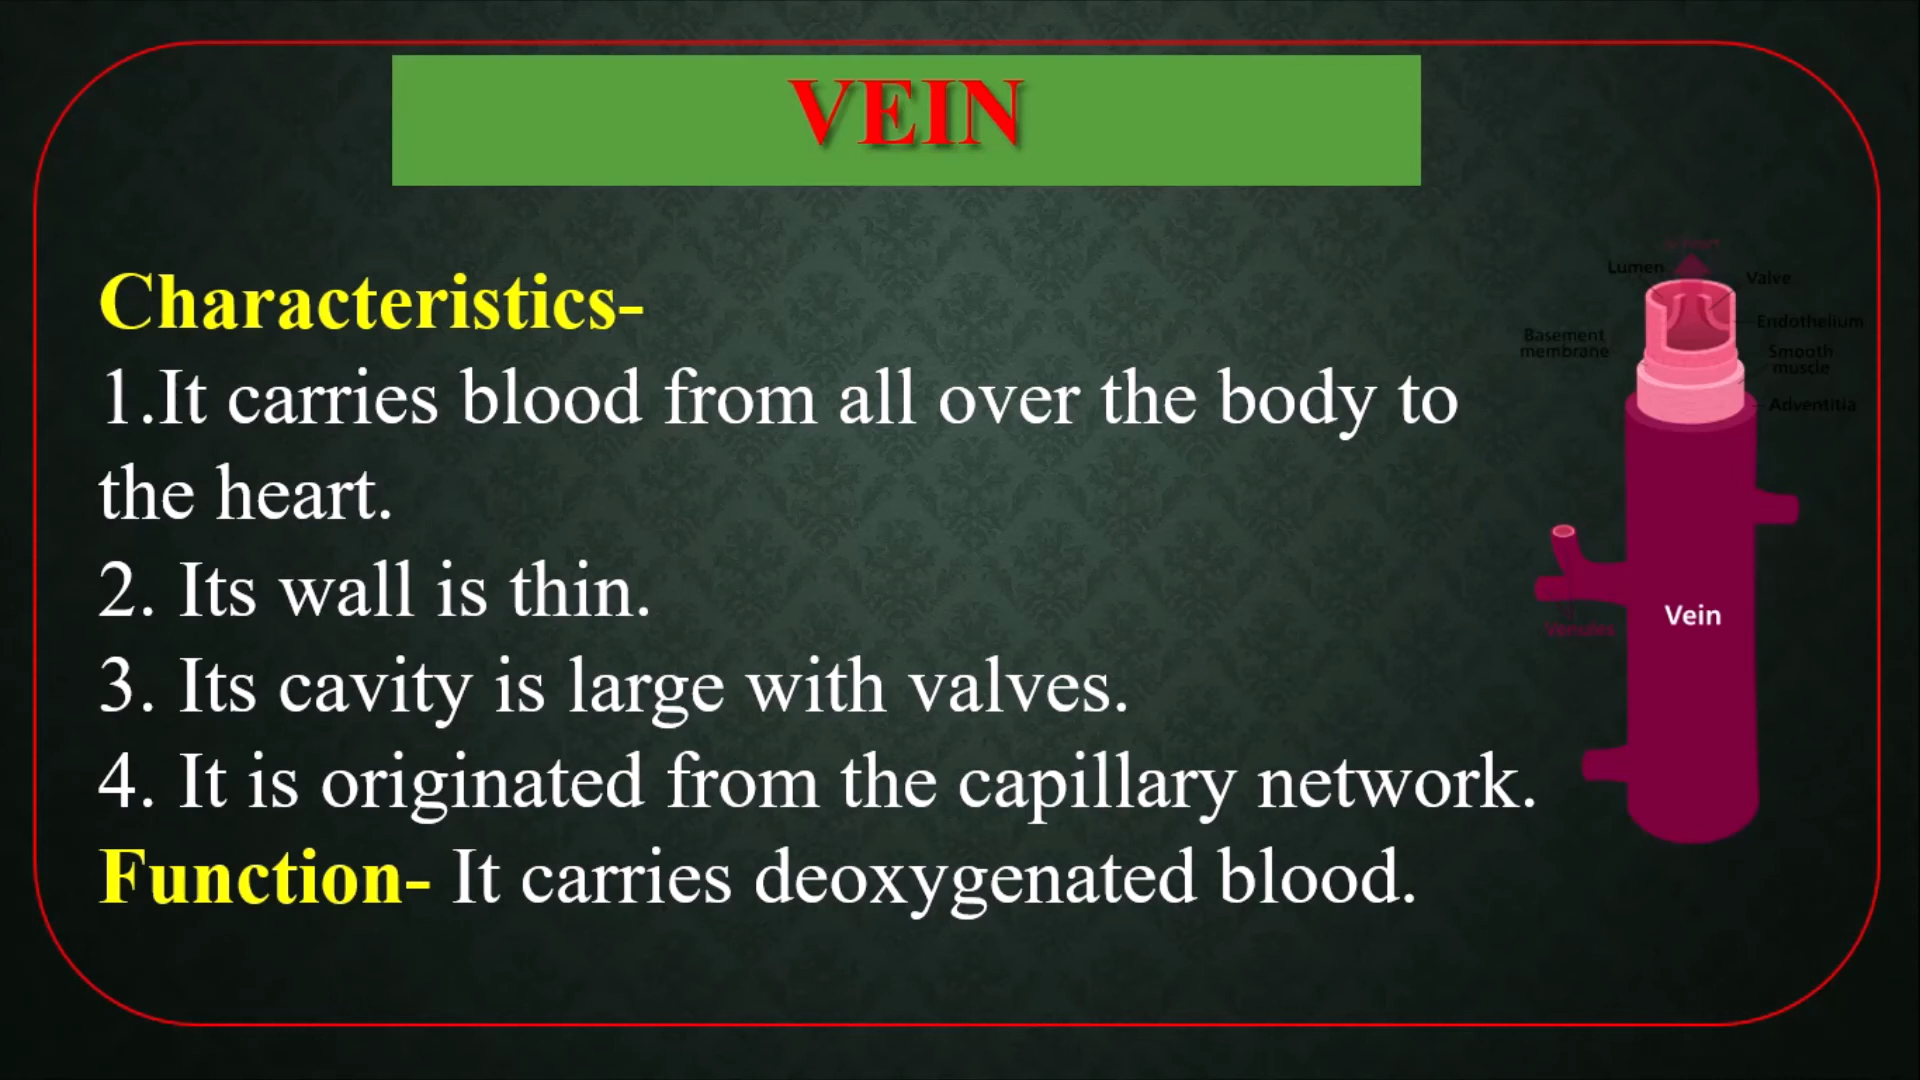 VEIN
Characteristics-
1.It carries blood from all over the body to
the heart.
2. Its wall is thin.
3. Its cavity is large with valves.
4. It is originated from the capillary network.
Function- It carries deoxygenated blood.
Lumen
Valve
Endothelium
Basement
membrane
Smooth
muscle
Adventitia
Venules
Vein